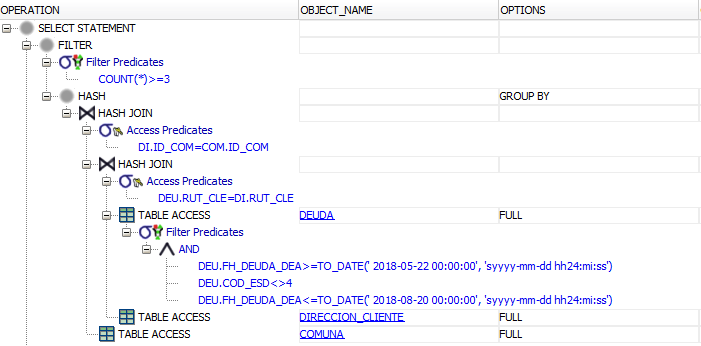 OPERATION OBJECT_NAME OPTIONS
SELECT STATEMENT
FILTER
Filter Predicates
COUNT(*)>=3
HASH GROUP BY
HASH JOIN
Access Predicates
DI.ID_COM=COM.ID_COM
HASH JOIN
Access Predicates
DEU.RUT_CLE=DI.RUT_CLE
TABLE ACCESS DEUDA FULL
Filter Predicates
AND
DEU.FH_DEUDA_DEA>=TO_DATE(' 2018-05-22 00:00:00', 'syyyy-mm-dd hh24:mi:ss')
DEU.COD_ESD<>4
DEU.FH_DEUDA_DEA<=TO_DATE(' 2018-08-20 00:00:00', 'syyyy-mm-dd hh24:mi:ss')
TABLE ACCESS DIRECCION_CLIENTE FULL
TABLE ACCESS COMUNA FULL